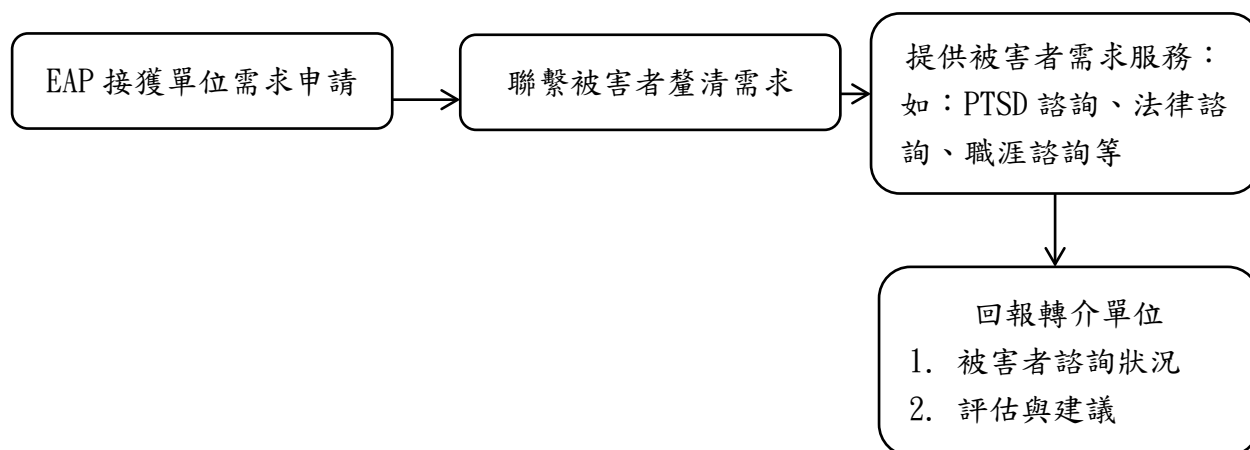 EAP 接獲單位需求申請
聯繫被害者釐清需求
提供被害者需求服務：
如：PTSD 諮詢、法律諮
詢、職涯諮詢等
回報轉介單位
1. 被害者諮詢狀況
2. 評估與建議